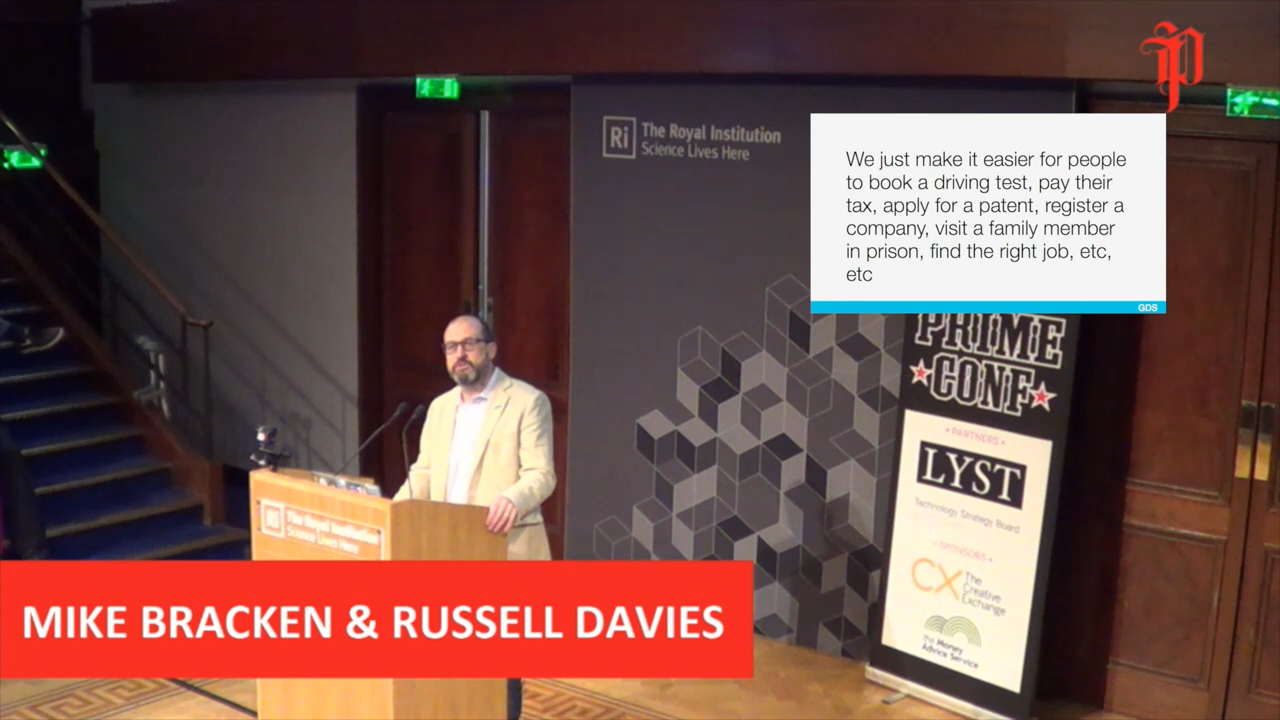 Ri The Royal Institution
Science Lives Here
We just make it easier for people
to book a driving test, pay their
tax, apply for a patent, register a
company, visit a family member
in prison, find the right job, etc,
etc
GDS
PRIME
CONF
PARTNERS
LYST
Technology Strategy Board
SPONSORS
CX The
Creative
Exchange
the Money
Advice Service
Ri The Royal Institution
Science Lives Here
MIKE BRACKEN & RUSSELL DAVIES